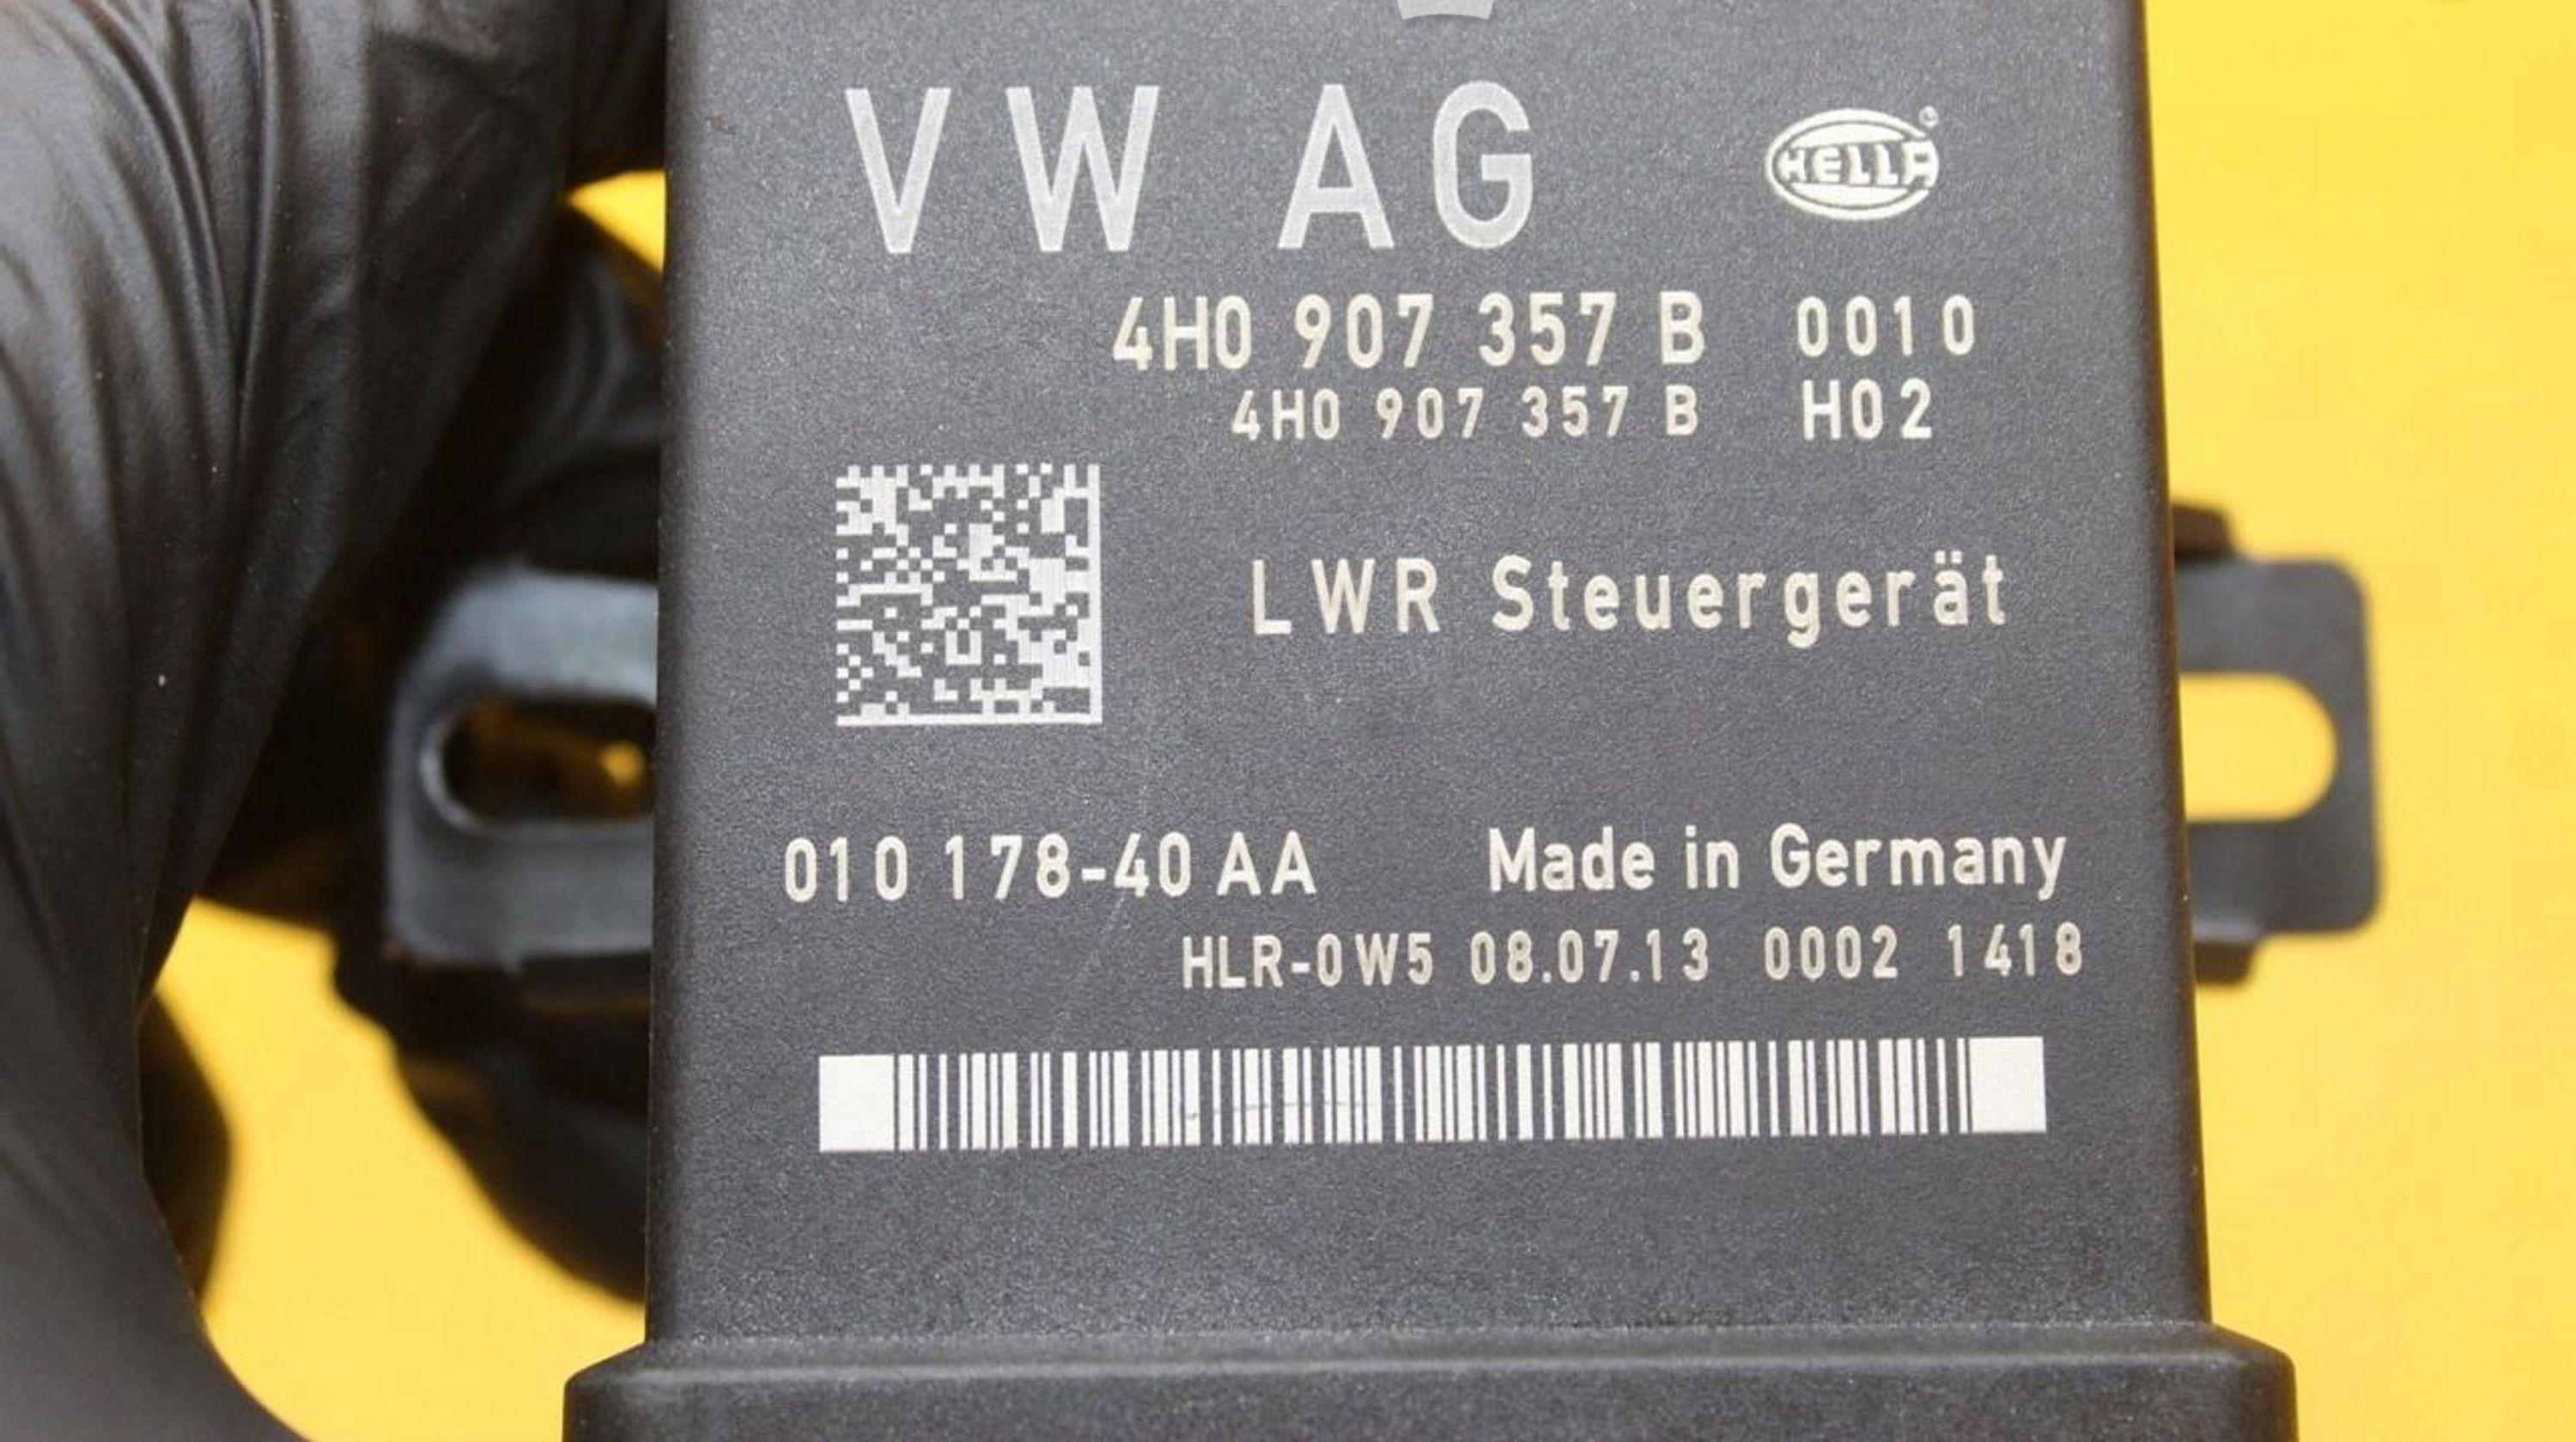 VW AG HELLA
4H0 907 357 B 0010
4H0 907 357 B H02
LWR Steuergerät
010 178-40 AA Made in Germany
HLR-0W5 08.07.13 0002 1418